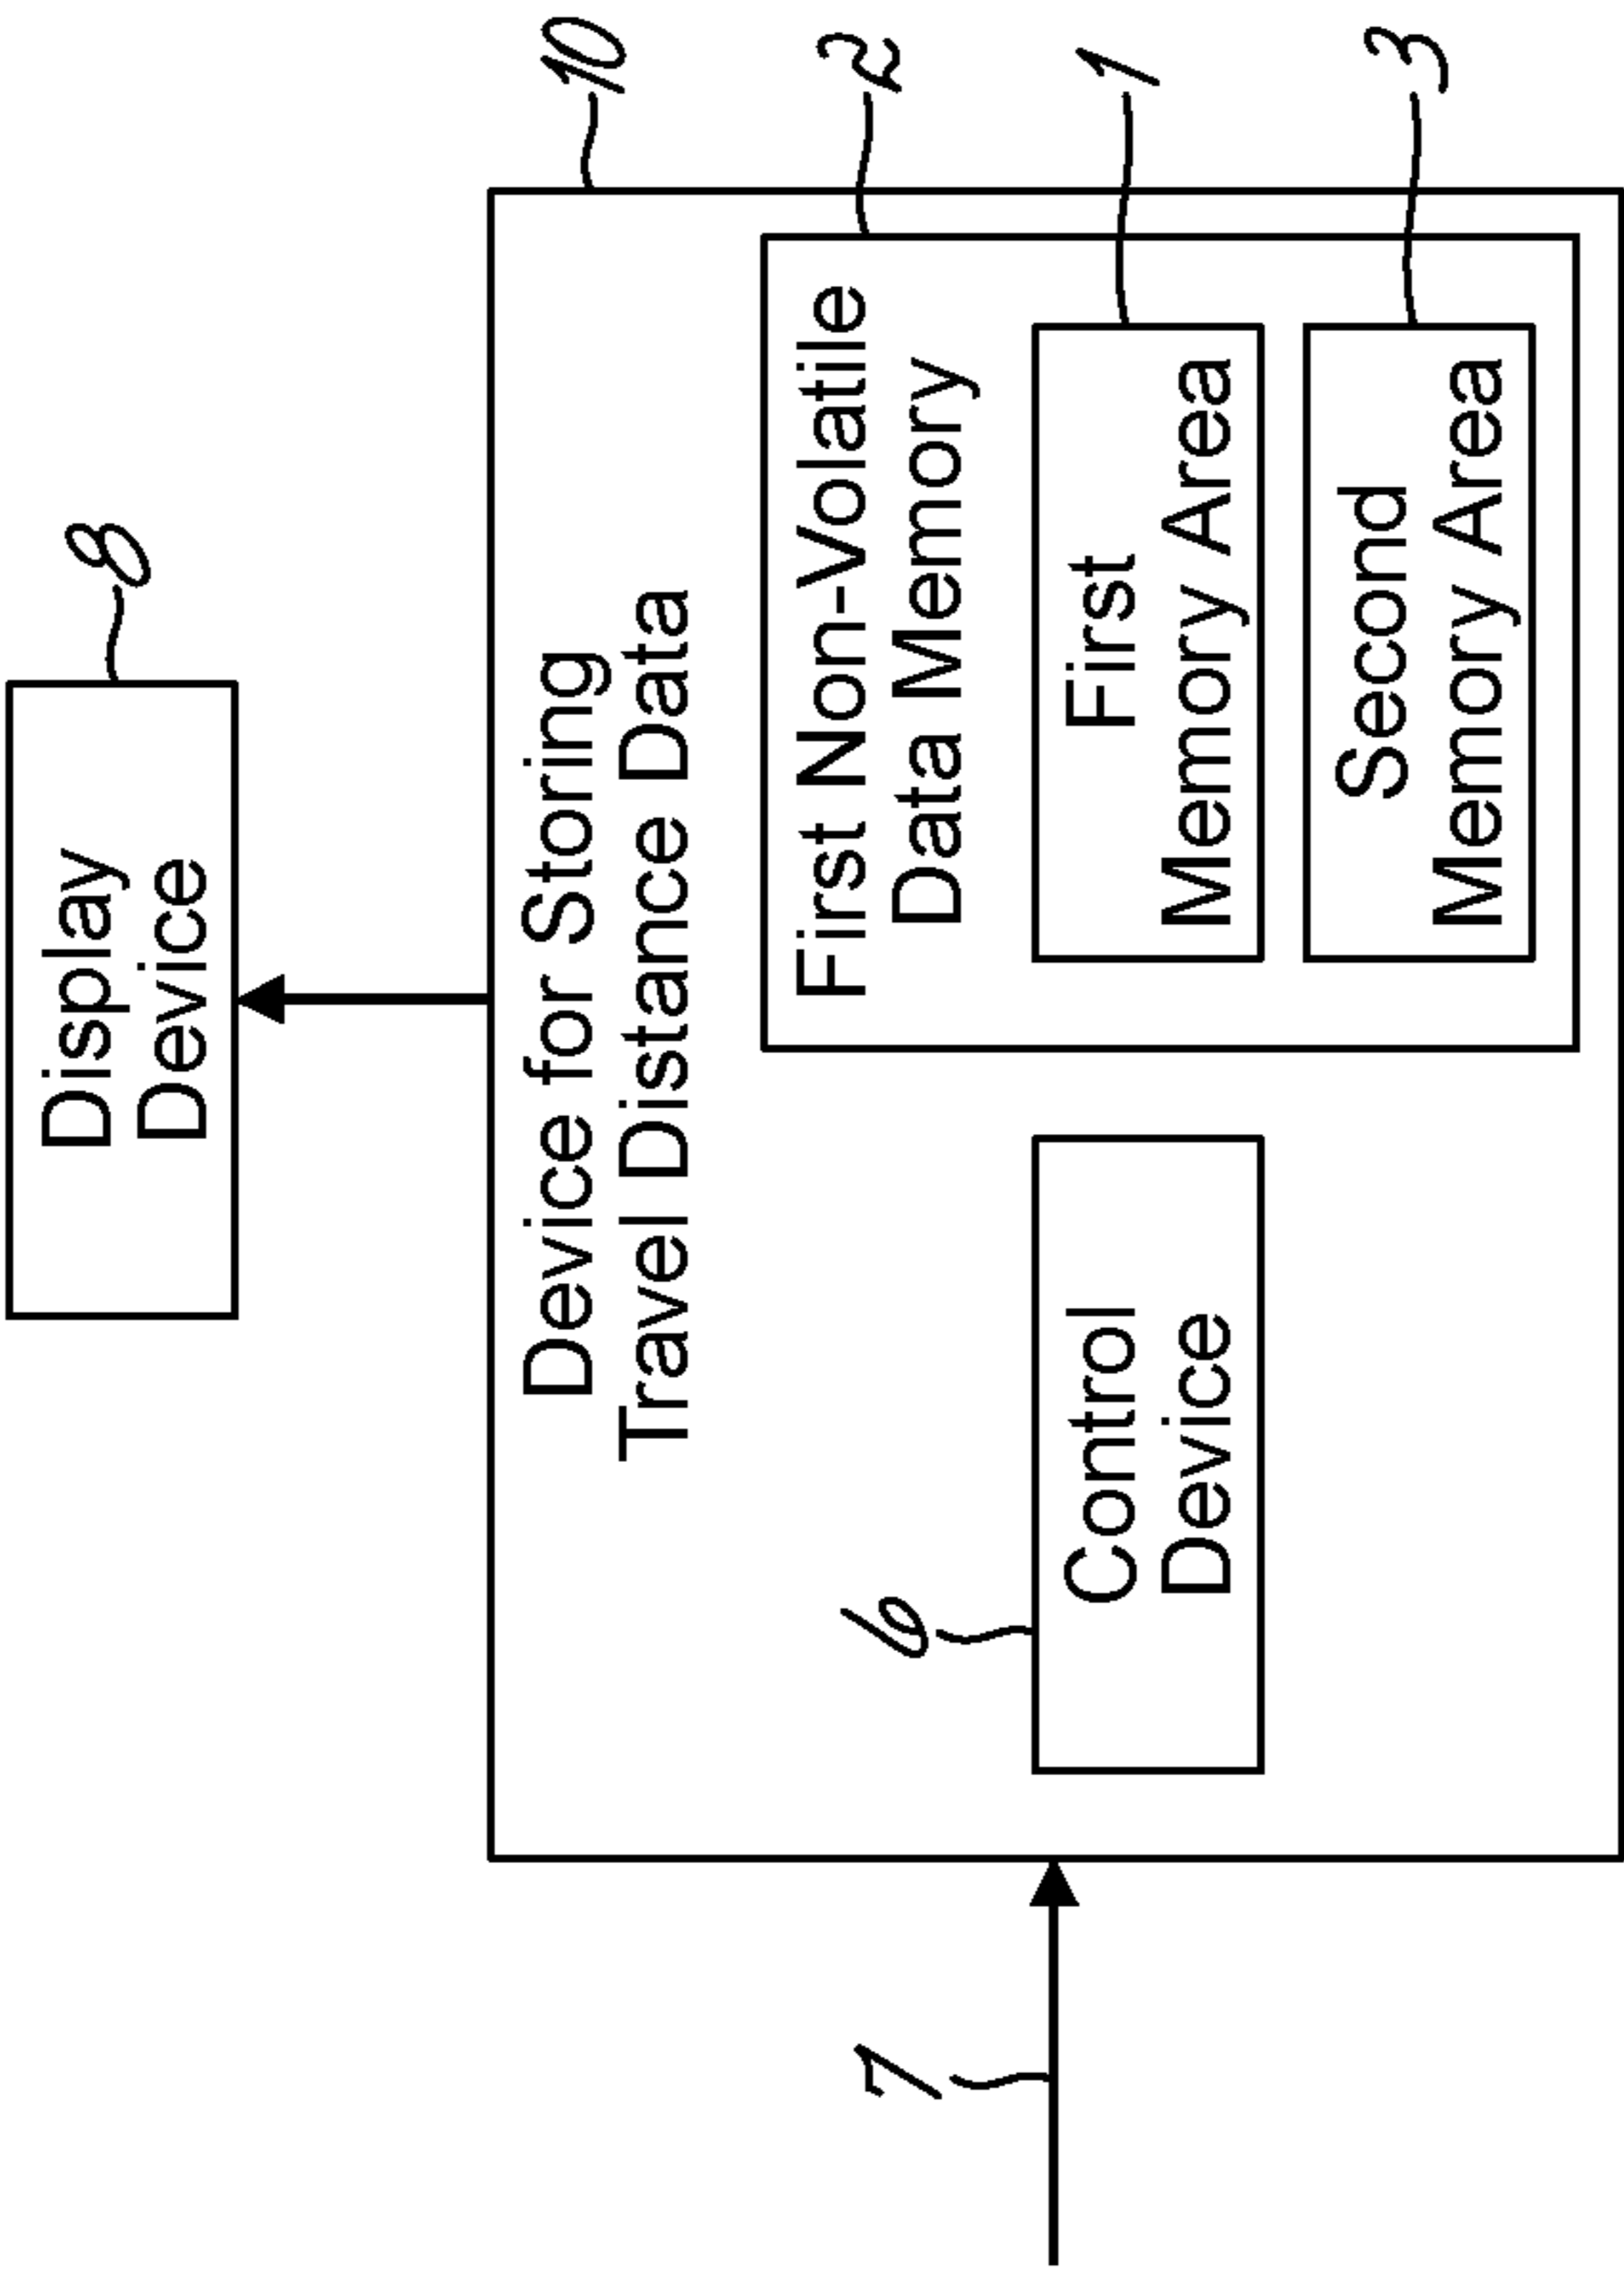 Display
Device
8
Device for Storing
Travel Distance Data
10
First Non-Volatile
Data Memory
2
Control
Device
6
First
Memory Area
1
Second
Memory Area
3
7